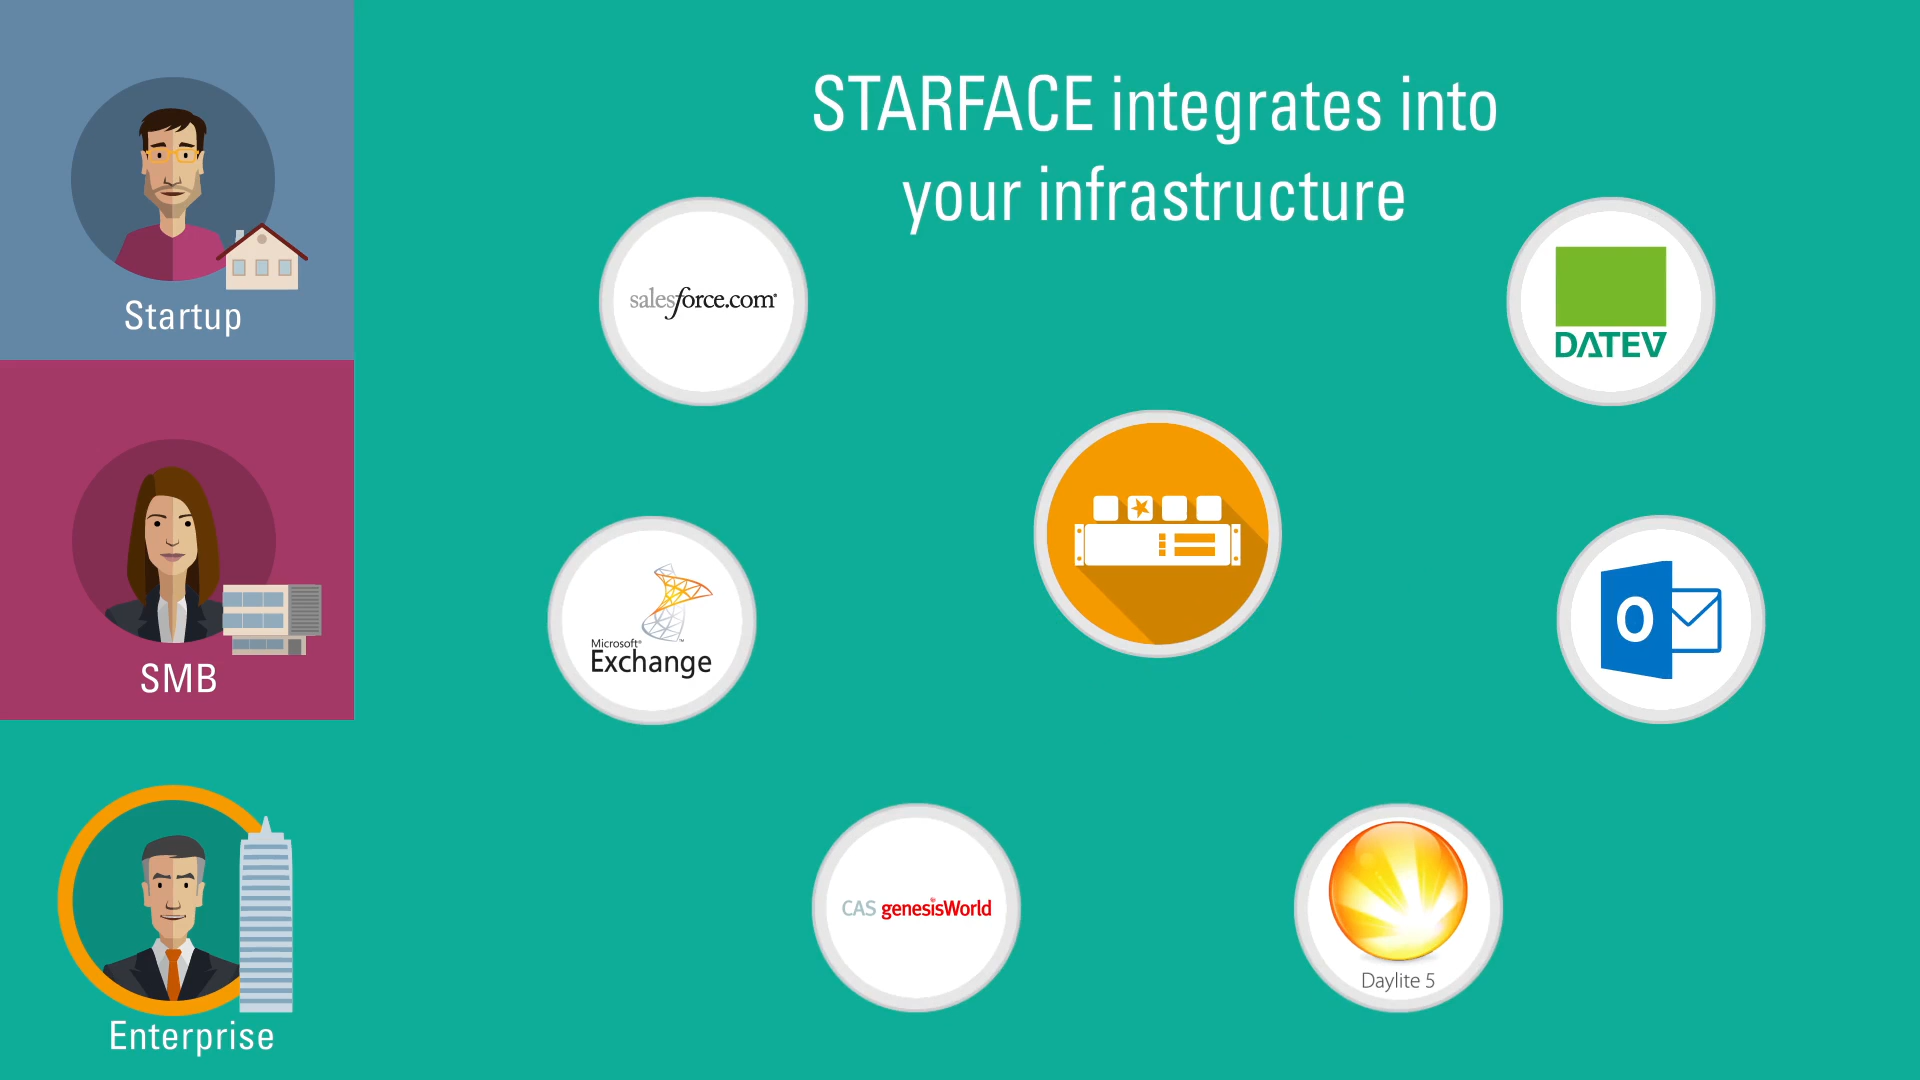 STARFACE integrates into
your infrastructure
Startup
SMB
Enterprise
salesforce.com
DATEV
Microsoft®
Exchange
O
CAS genesisWorld
Daylite 5